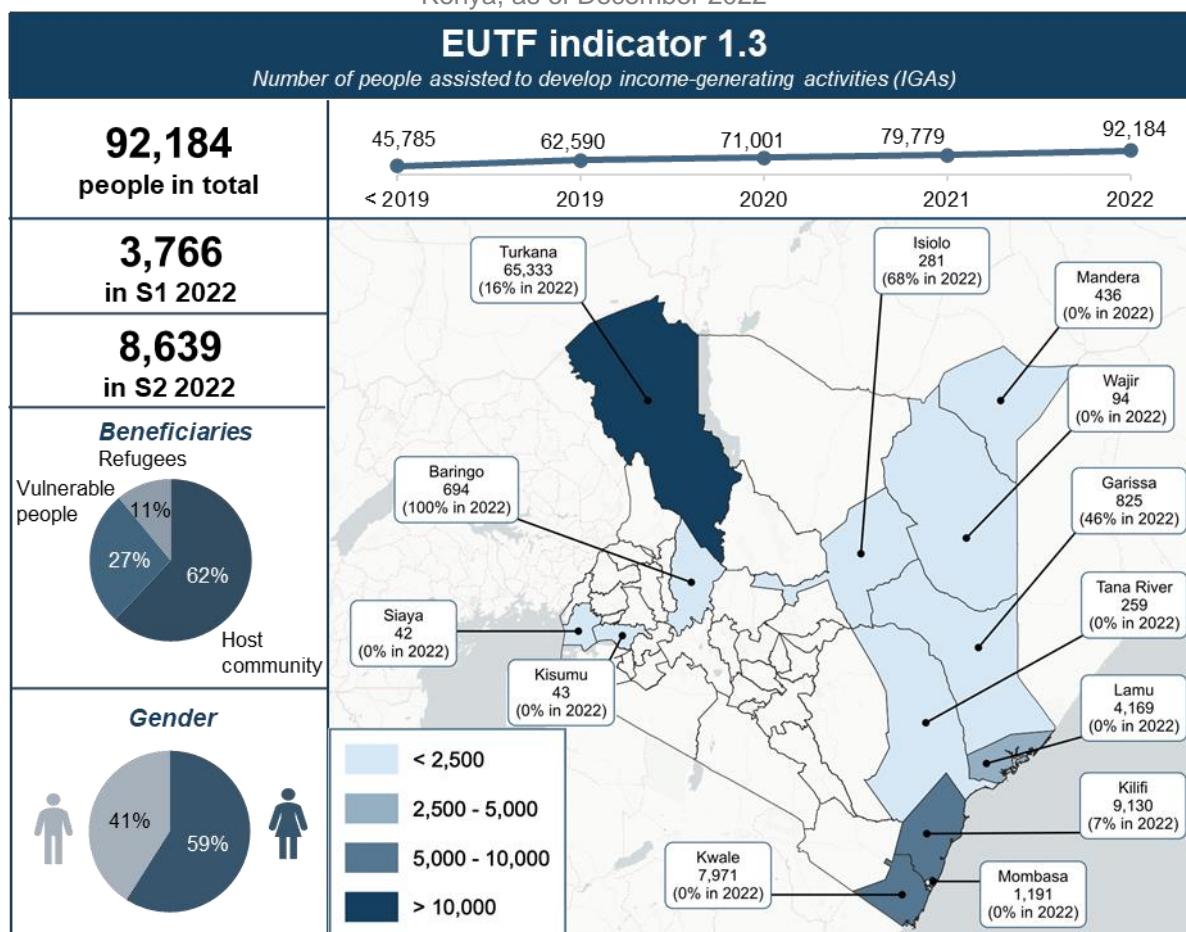 Kenya, as of December 2022
EUTF indicator 1.3
Number of people assisted to develop income-generating activities (IGAs)
92,184
people in total
45,785
62,590
71,001
79,779
92,184
< 2019
2019
2020
2021
2022
3,766
in S1 2022
8,639
in S2 2022
Beneficiaries
Refugees
Vulnerable
people
11%
27%
62%
Host
community
Gender
41%
59%
Turkana
65,333
(16% in 2022)
Isiolo
281
(68% in 2022)
Mandera
436
(0% in 2022)
Wajir
94
(0% in 2022)
Baringo
694
(100% in 2022)
Garissa
825
(46% in 2022)
Tana River
259
(0% in 2022)
Siaya
42
(0% in 2022)
Kisumu
43
(0% in 2022)
Lamu
4,169
(0% in 2022)
Kilifi
9,130
(7% in 2022)
Kwale
7,971
(0% in 2022)
Mombasa
1,191
(0% in 2022)
< 2,500
2,500 - 5,000
5,000 - 10,000
> 10,000